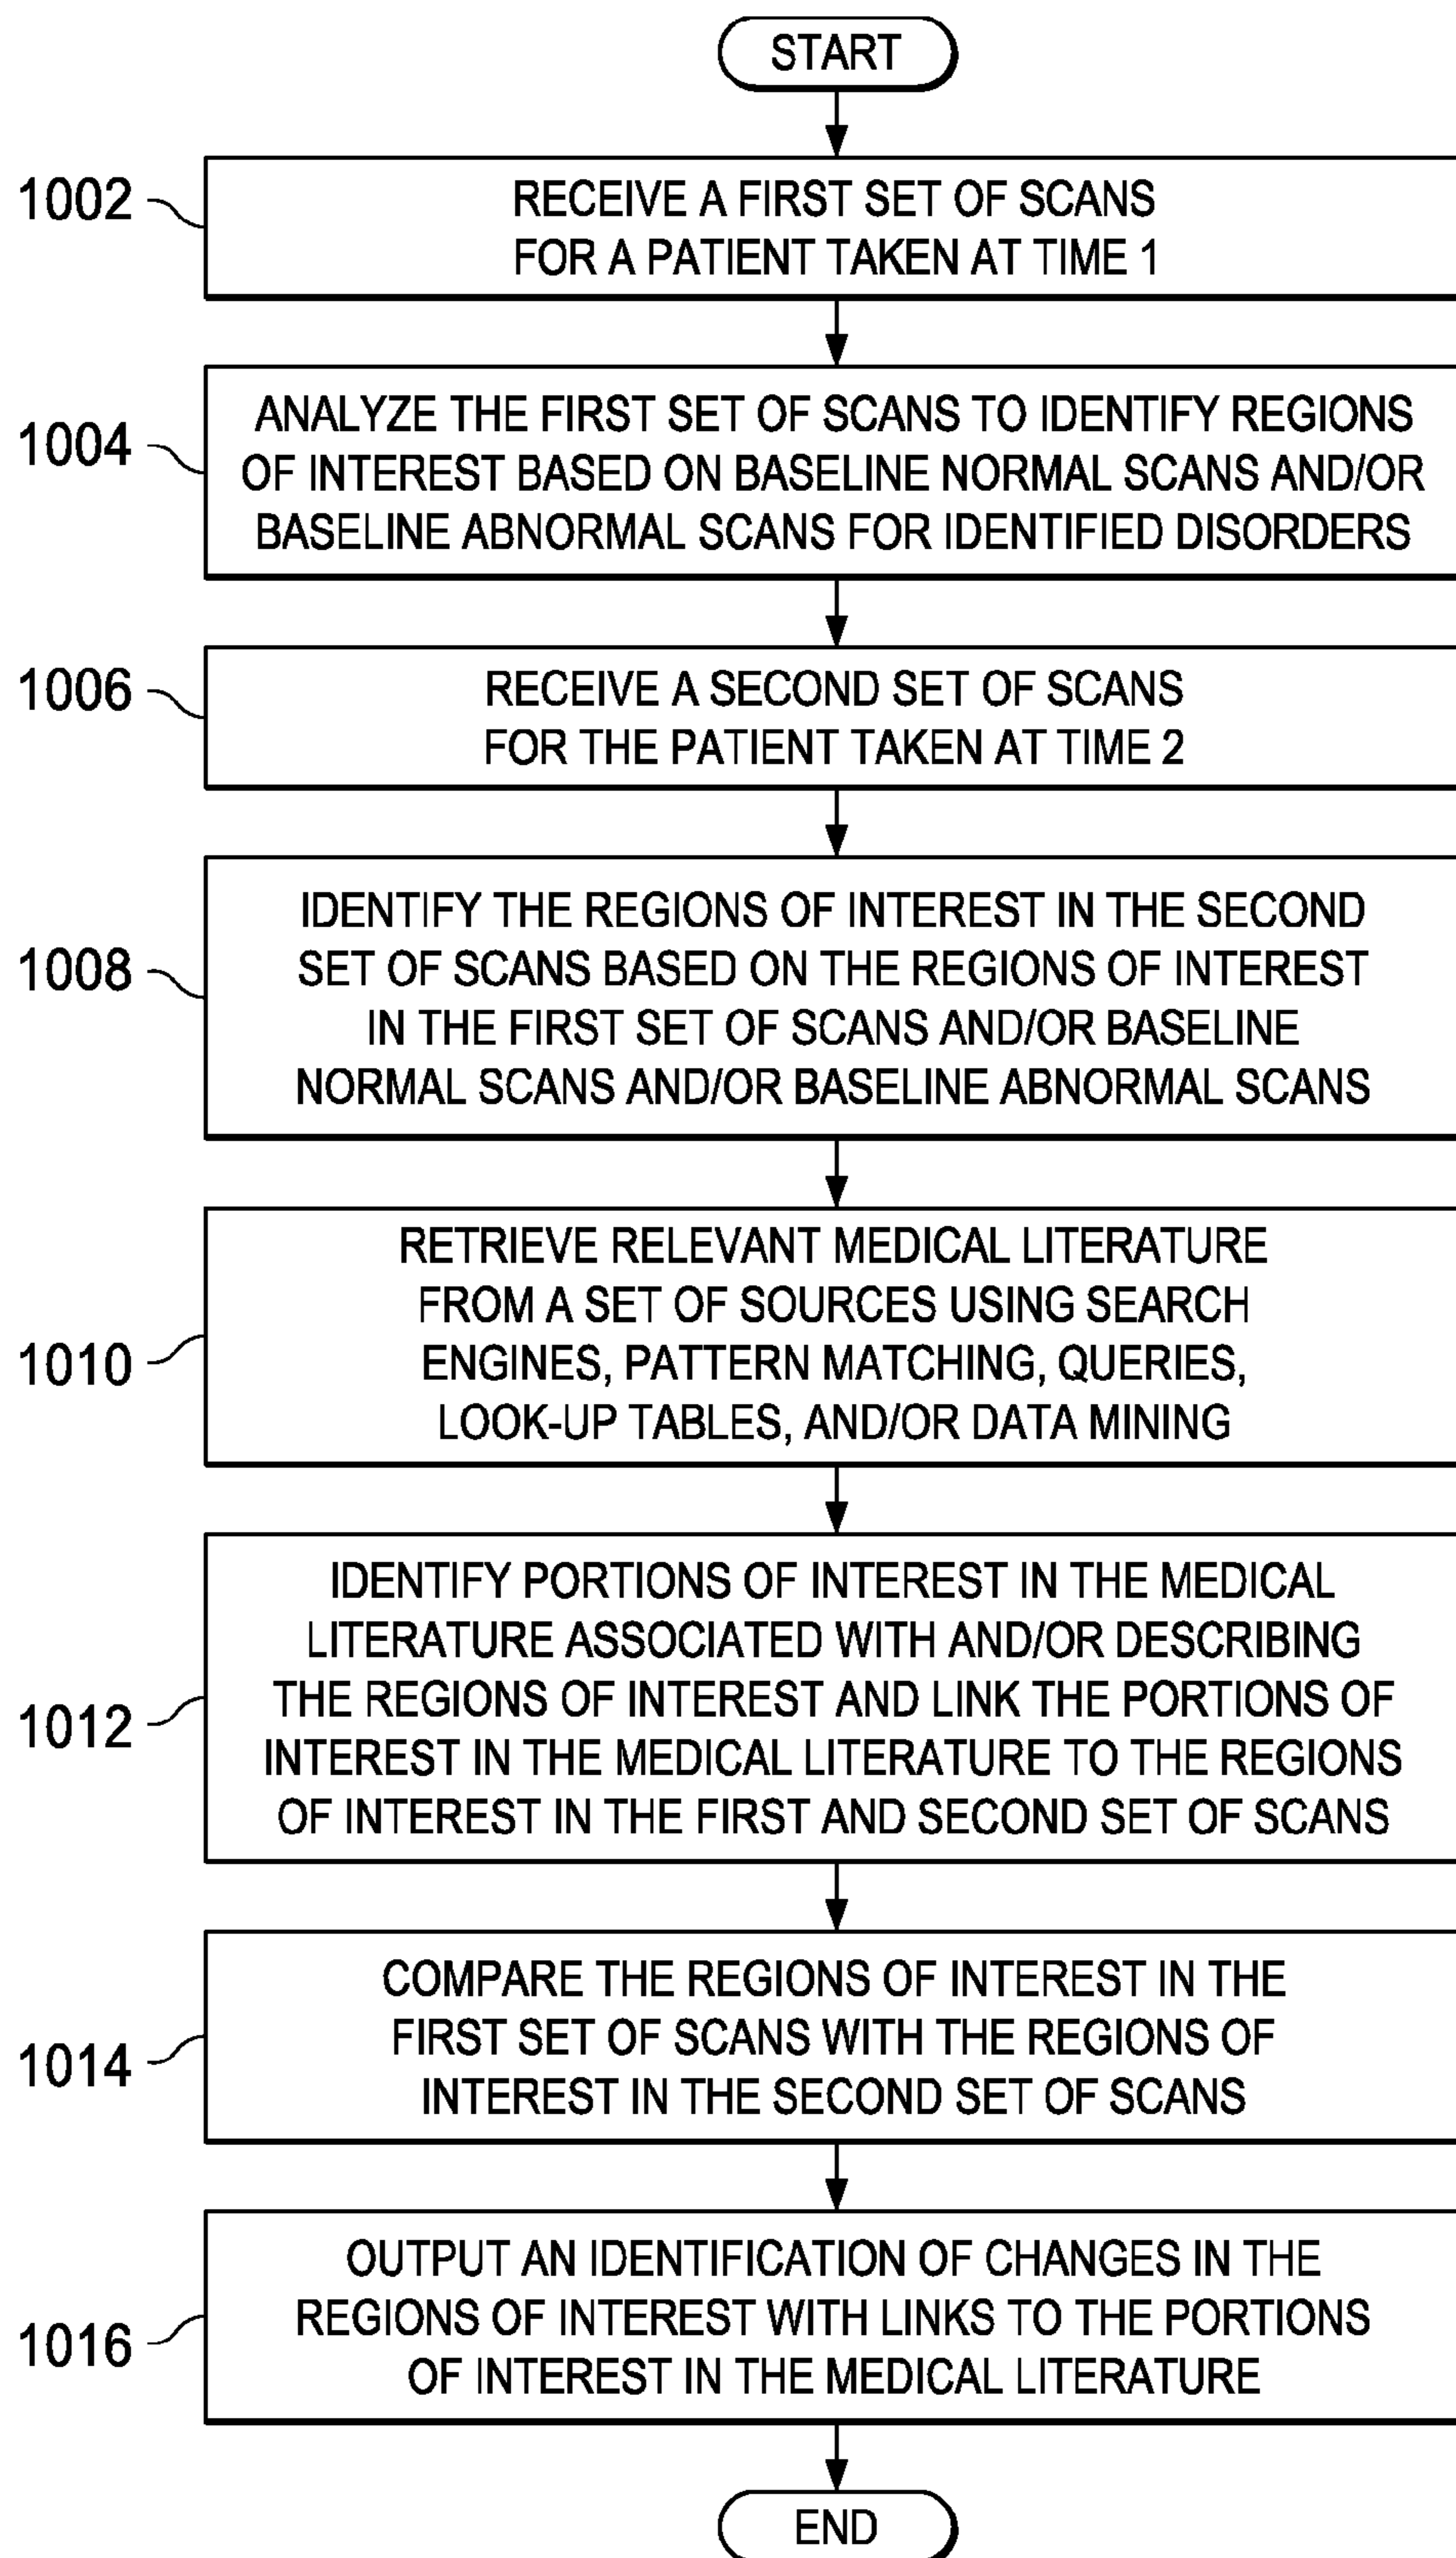 START
1002
RECEIVE A FIRST SET OF SCANS
FOR A PATIENT TAKEN AT TIME 1
1004
ANALYZE THE FIRST SET OF SCANS TO IDENTIFY REGIONS
OF INTEREST BASED ON BASELINE NORMAL SCANS AND/OR
BASELINE ABNORMAL SCANS FOR IDENTIFIED DISORDERS
1006
RECEIVE A SECOND SET OF SCANS
FOR THE PATIENT TAKEN AT TIME 2
1008
IDENTIFY THE REGIONS OF INTEREST IN THE SECOND
SET OF SCANS BASED ON THE REGIONS OF INTEREST
IN THE FIRST SET OF SCANS AND/OR BASELINE
NORMAL SCANS AND/OR BASELINE ABNORMAL SCANS
1010
RETRIEVE RELEVANT MEDICAL LITERATURE
FROM A SET OF SOURCES USING SEARCH
ENGINES, PATTERN MATCHING, QUERIES,
LOOK-UP TABLES, AND/OR DATA MINING
1012
IDENTIFY PORTIONS OF INTEREST IN THE MEDICAL
LITERATURE ASSOCIATED WITH AND/OR DESCRIBING
THE REGIONS OF INTEREST AND LINK THE PORTIONS OF
INTEREST IN THE MEDICAL LITERATURE TO THE REGIONS
OF INTEREST IN THE FIRST AND SECOND SET OF SCANS
1014
COMPARE THE REGIONS OF INTEREST IN THE
FIRST SET OF SCANS WITH THE REGIONS OF
INTEREST IN THE SECOND SET OF SCANS
1016
OUTPUT AN IDENTIFICATION OF CHANGES IN THE
REGIONS OF INTEREST WITH LINKS TO THE PORTIONS
OF INTEREST IN THE MEDICAL LITERATURE
END